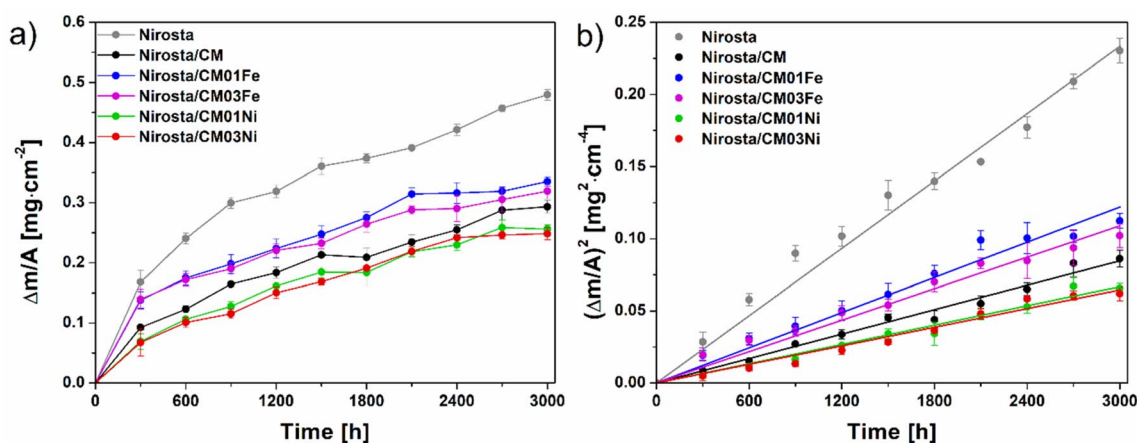 a)
Δm/A [mg·cm⁻²]
0.6
0.5
0.4
0.3
0.2
0.1
0.0
Nirosta
Nirosta/CM
Nirosta/CM01Fe
Nirosta/CM03Fe
Nirosta/CM01Ni
Nirosta/CM03Ni
0 600 1200 1800 2400 3000
Time [h]
b)
(Δm/A)² [mg²·cm⁻⁴]
0.25
0.20
0.15
0.10
0.05
0.00
Nirosta
Nirosta/CM
Nirosta/CM01Fe
Nirosta/CM03Fe
Nirosta/CM01Ni
Nirosta/CM03Ni
0 600 1200 1800 2400 3000
Time [h]